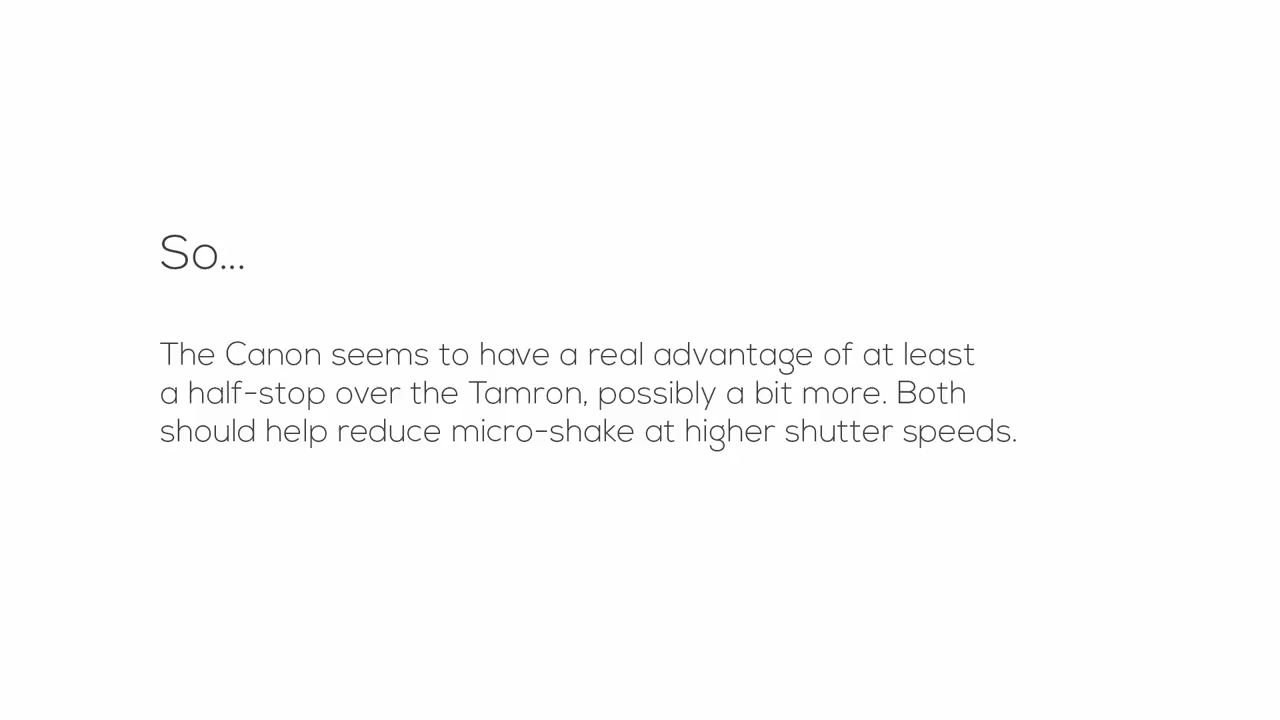 So...
The Canon seems to have a real advantage of at least
a half-stop over the Tamron, possibly a bit more. Both
should help reduce micro-shake at higher shutter speeds.